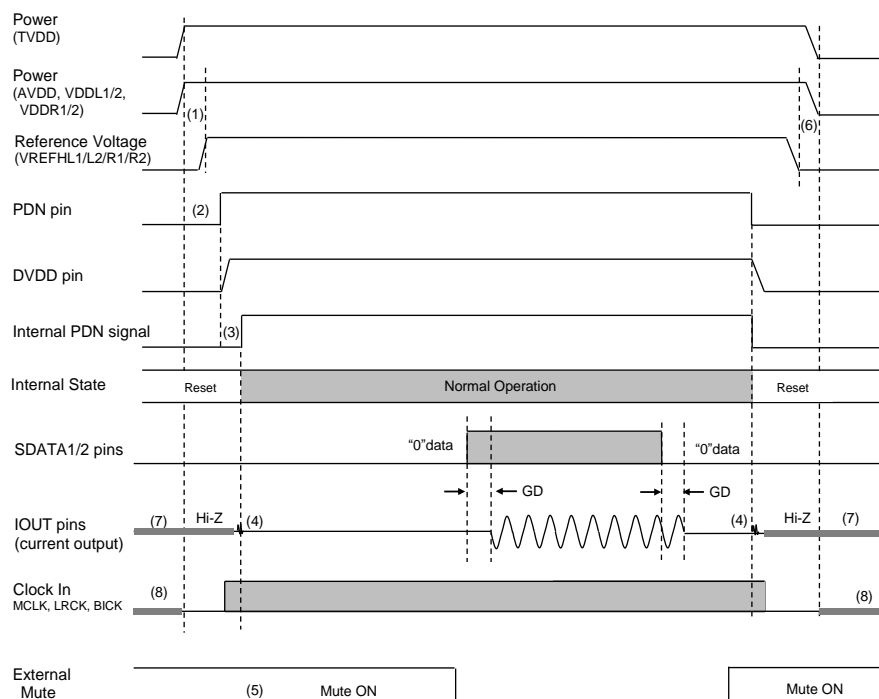 Power
(TVDD)
Power
(AVDD, VDDL1/2,
VDDR1/2)
(1)
(6)
Reference Voltage
(VREFHL1/L2/R1/R2)
PDN pin
(2)
DVDD pin
Internal PDN signal
(3)
Internal State
Reset
Normal Operation
Reset
SDATA1/2 pins
“0”data
“0”data
GD
GD
IOUT pins
(current output)
(7)
Hi-Z
(4)
(4)
Hi-Z
(7)
Clock In
MCLK, LRCK, BICK
(8)
(8)
External
Mute
(5)
Mute ON
Mute ON